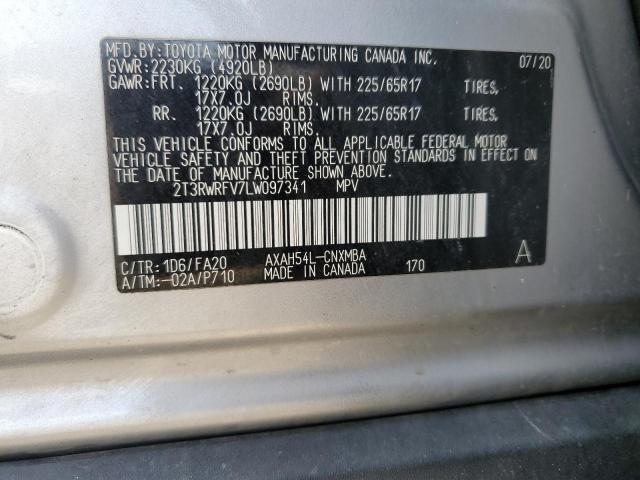 MFD.BY:TOYOTA MOTOR MANUFACTURING CANADA INC. 07/20
GVWR:2230KG (4920LB)
GAWR:FRT. 1220KG (2690LB) WITH 225/65R17 TIRES,
17X7.0J RIMS.
RR. 1220KG (2690LB) WITH 225/65R17 TIRES,
17X7.0J RIMS.
THIS VEHICLE CONFORMS TO ALL APPLICABLE FEDERAL MOTOR
VEHICLE SAFETY AND THEFT PREVENTION STANDARDS IN EFFECT ON
THE DATE OF MANUFACTURE SHOWN ABOVE.
2T3RWRFV7LW097341 MPV
C/TR: 1D6/FA20 AXAH54L-CNXMBA A
A/TM:-02A/P710 MADE IN CANADA 170